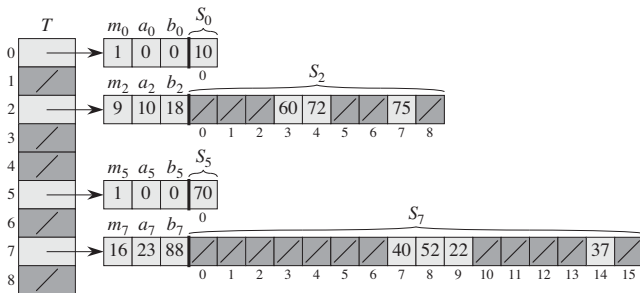 T m₀ a₀ b₀ S₀
0 1 0 0 10
0
1 m₂ a₂ b₂ S₂
2 9 10 18 60 72 75
0 1 2 3 4 5 6 7 8
3
4 m₅ a₅ b₅ S₅
5 1 0 0 70
0
6 m₇ a₇ b₇ S₇
7 16 23 88 40 52 22 37
0 1 2 3 4 5 6 7 8 9 10 11 12 13 14 15
8